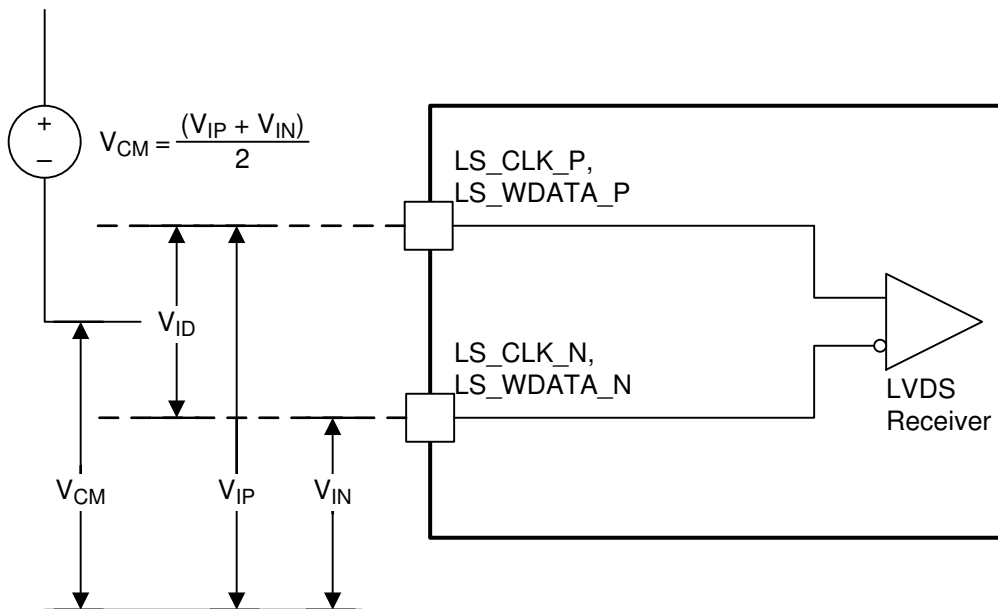 +
–
V_CM = (V_IP + V_IN) / 2
LS_CLK_P,
LS_WDATA_P
V_ID
LS_CLK_N,
LS_WDATA_N
LVDS
Receiver
V_CM
V_IP
V_IN